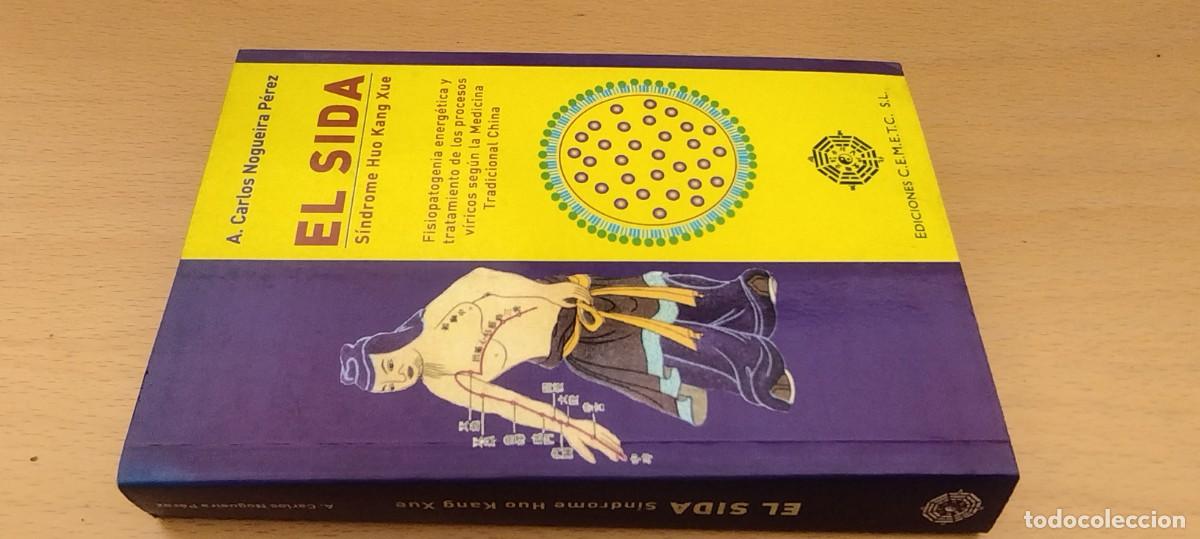 A. Carlos Nogueira Pérez
EL SIDA
Síndrome Huo Kang Xue
Fisiopatogenia energética y
tratamiento de los procesos
víricos según la Medicina
Tradicional China
EDICIONES C.E.M.E.T.C. S.L.
A. Carlos Nogueira Pérez
EL SIDA Síndrome Huo Kang Xue
todocoleccion